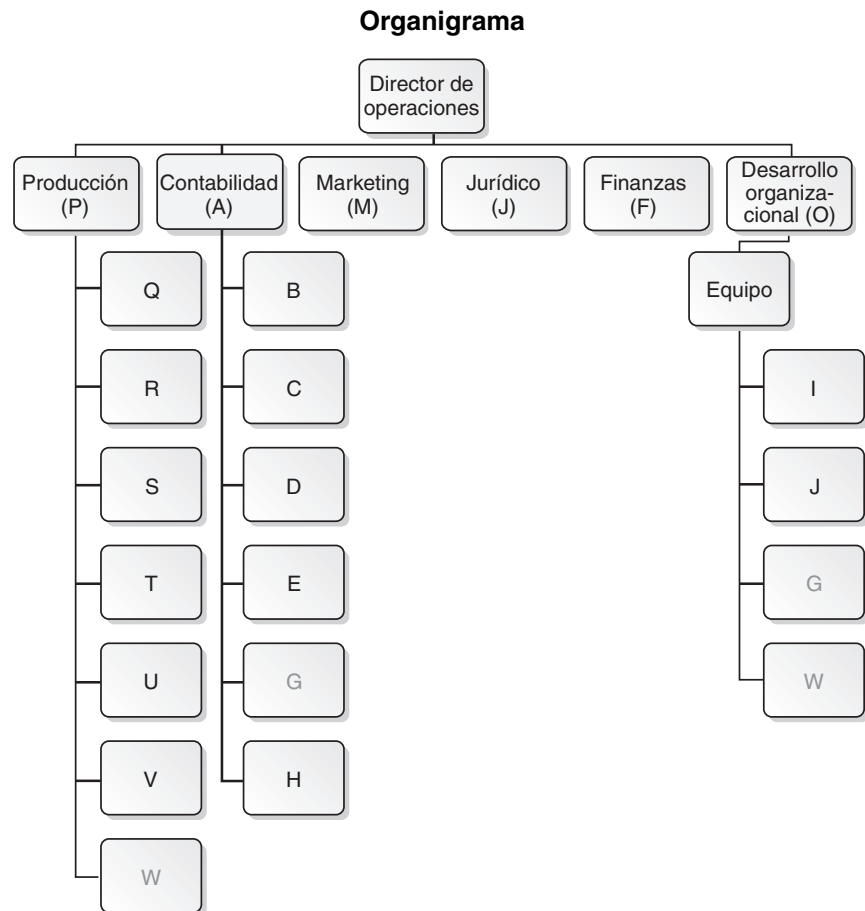 Organigrama
Director de
operaciones
Producción
(P)
Contabilidad
(A)
Marketing
(M)
Jurídico
(J)
Finanzas
(F)
Desarrollo
organiza-
cional (O)
Equipo
Q
B
R
C
I
S
D
J
T
E
G
U
G
W
V
H
W